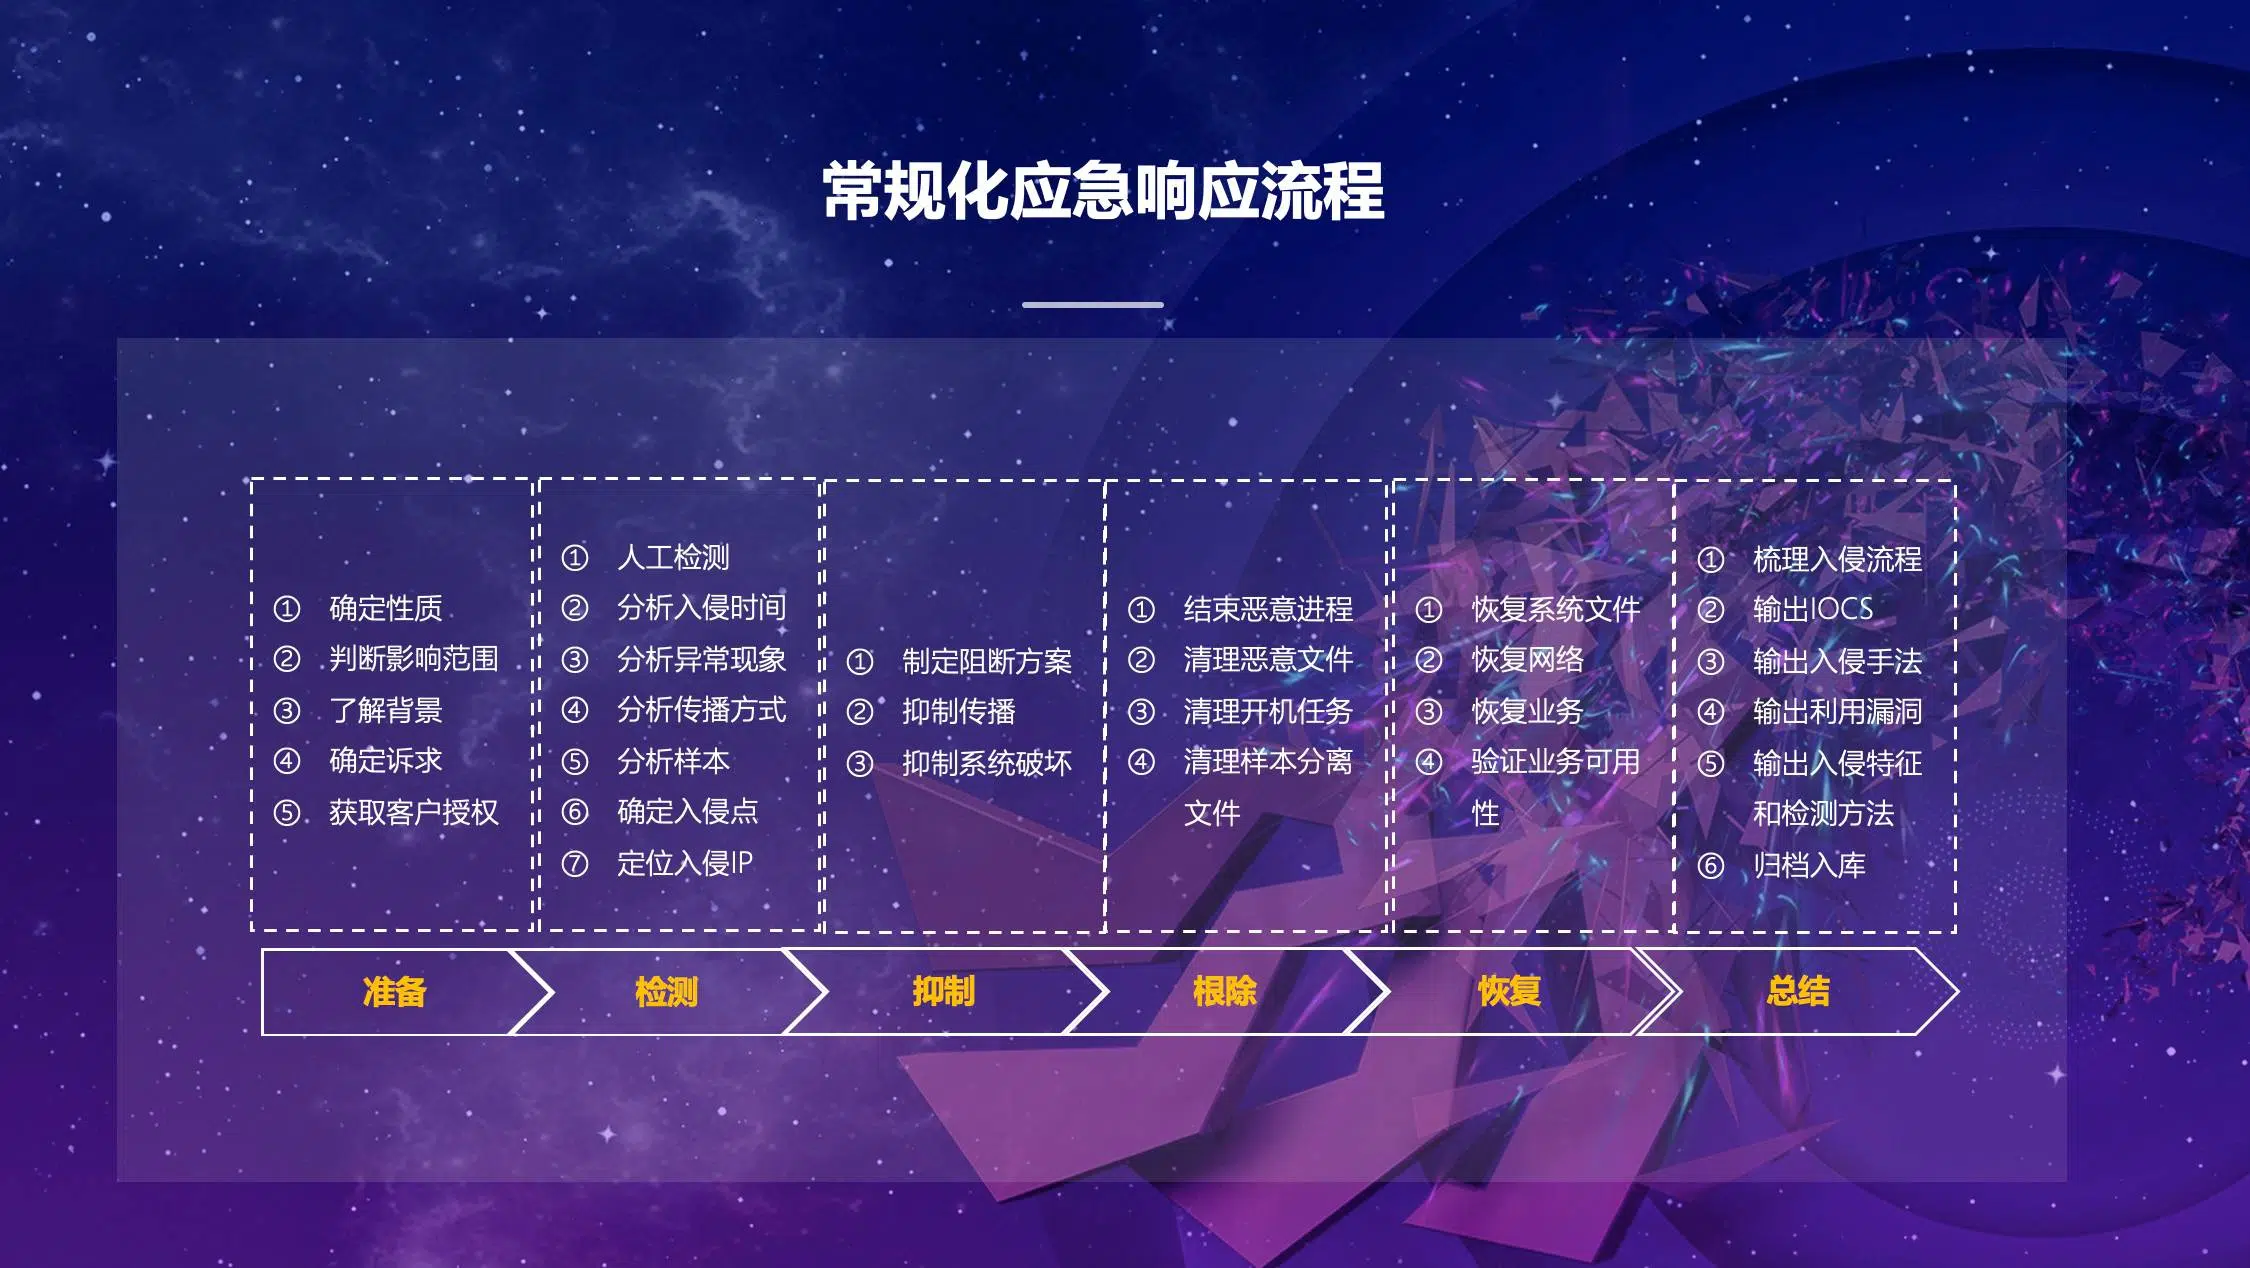 常规化应急响应流程
① 确定性质
② 判断影响范围
③ 了解背景
④ 确定诉求
⑤ 获取客户授权
① 人工检测
② 分析入侵时间
③ 分析异常现象
④ 分析传播方式
⑤ 分析样本
⑥ 确定入侵点
⑦ 定位入侵IP
① 制定阻断方案
② 抑制传播
③ 抑制系统破坏
① 结束恶意进程
② 清理恶意文件
③ 清理开机任务
④ 清理样本分离
文件
① 恢复系统文件
② 恢复网络
③ 恢复业务
④ 验证业务可用
性
① 梳理入侵流程
② 输出IOCS
③ 输出入侵手法
④ 输出利用漏洞
⑤ 输出入侵特征
和检测方法
⑥ 归档入库
准备
检测
抑制
根除
恢复
总结